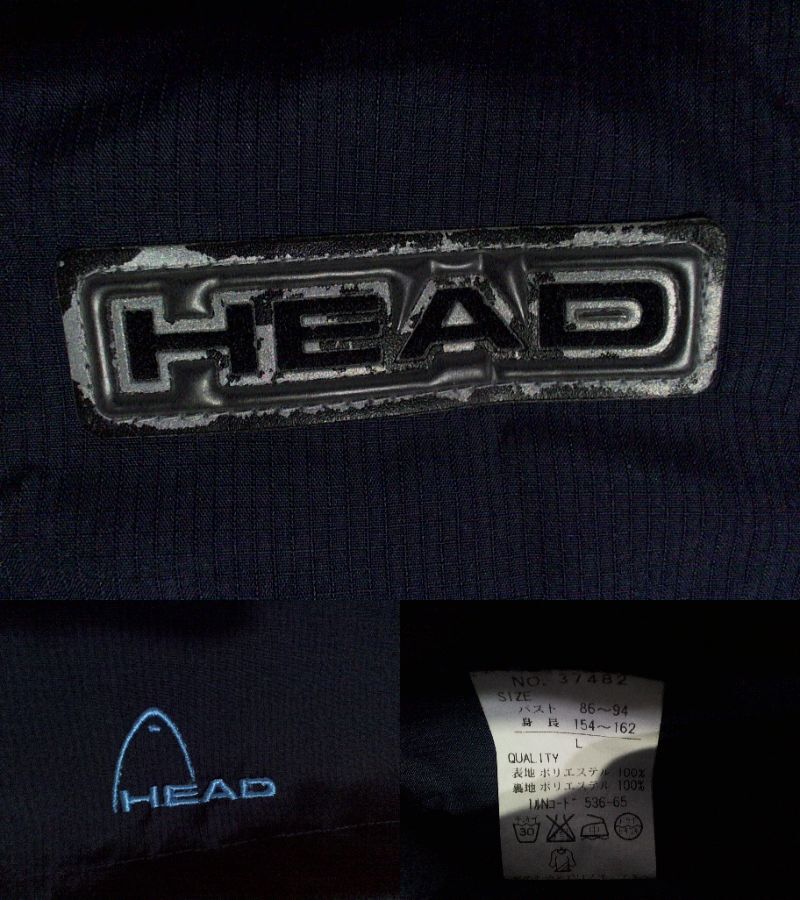 HEAD
HEAD
NO. 37482
SIZE
バスト 86～94
身長 154～162
L
QUALITY
表地 ポリエステル 100%
裏地 ポリエステル 100%
536-65
30